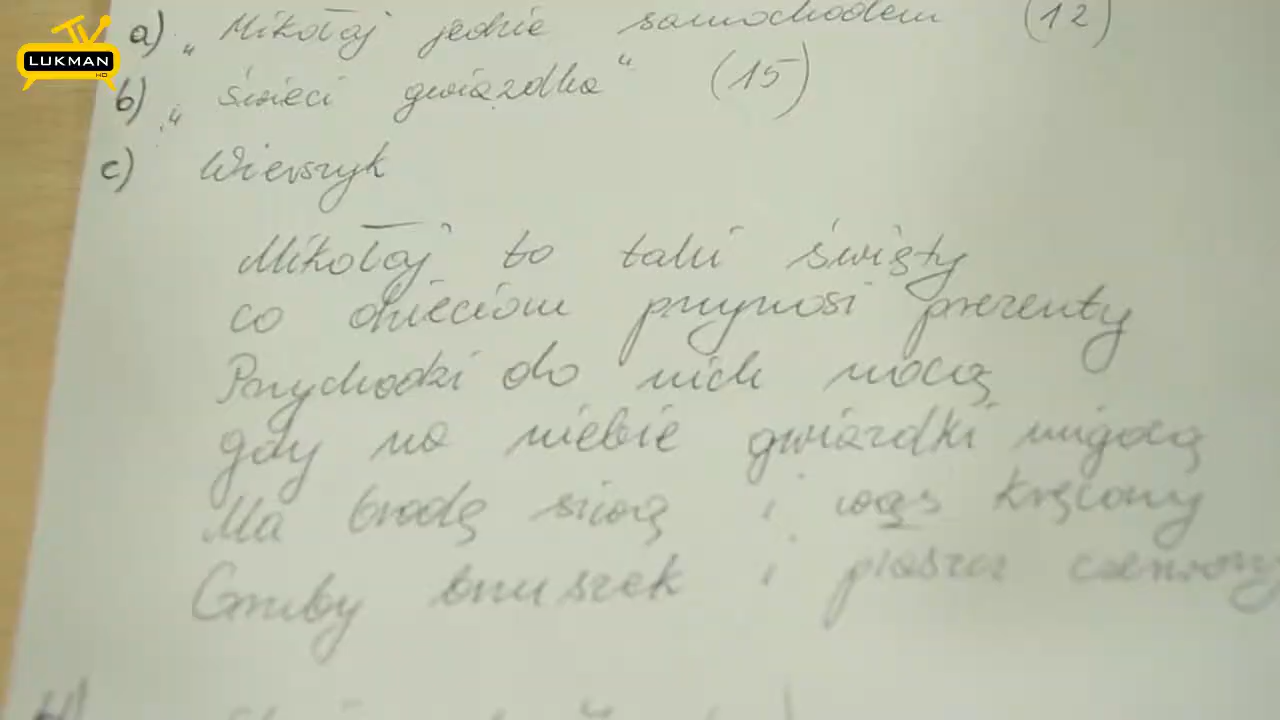 TV
LUKMAN
HD
a) „Mikołaj jedzie samochodem (12)
b) „Świeci gwiazdka" (15)
c) Wierszyk
Mikołaj to taki święty
co dzieciom przynosi prezenty
Przychodzi do nich nocą
gdy na niebie gwiazdki migocą
Ma brodę siwą i wąs kręcony
Gruby brzuszek i płaszcz czerwony